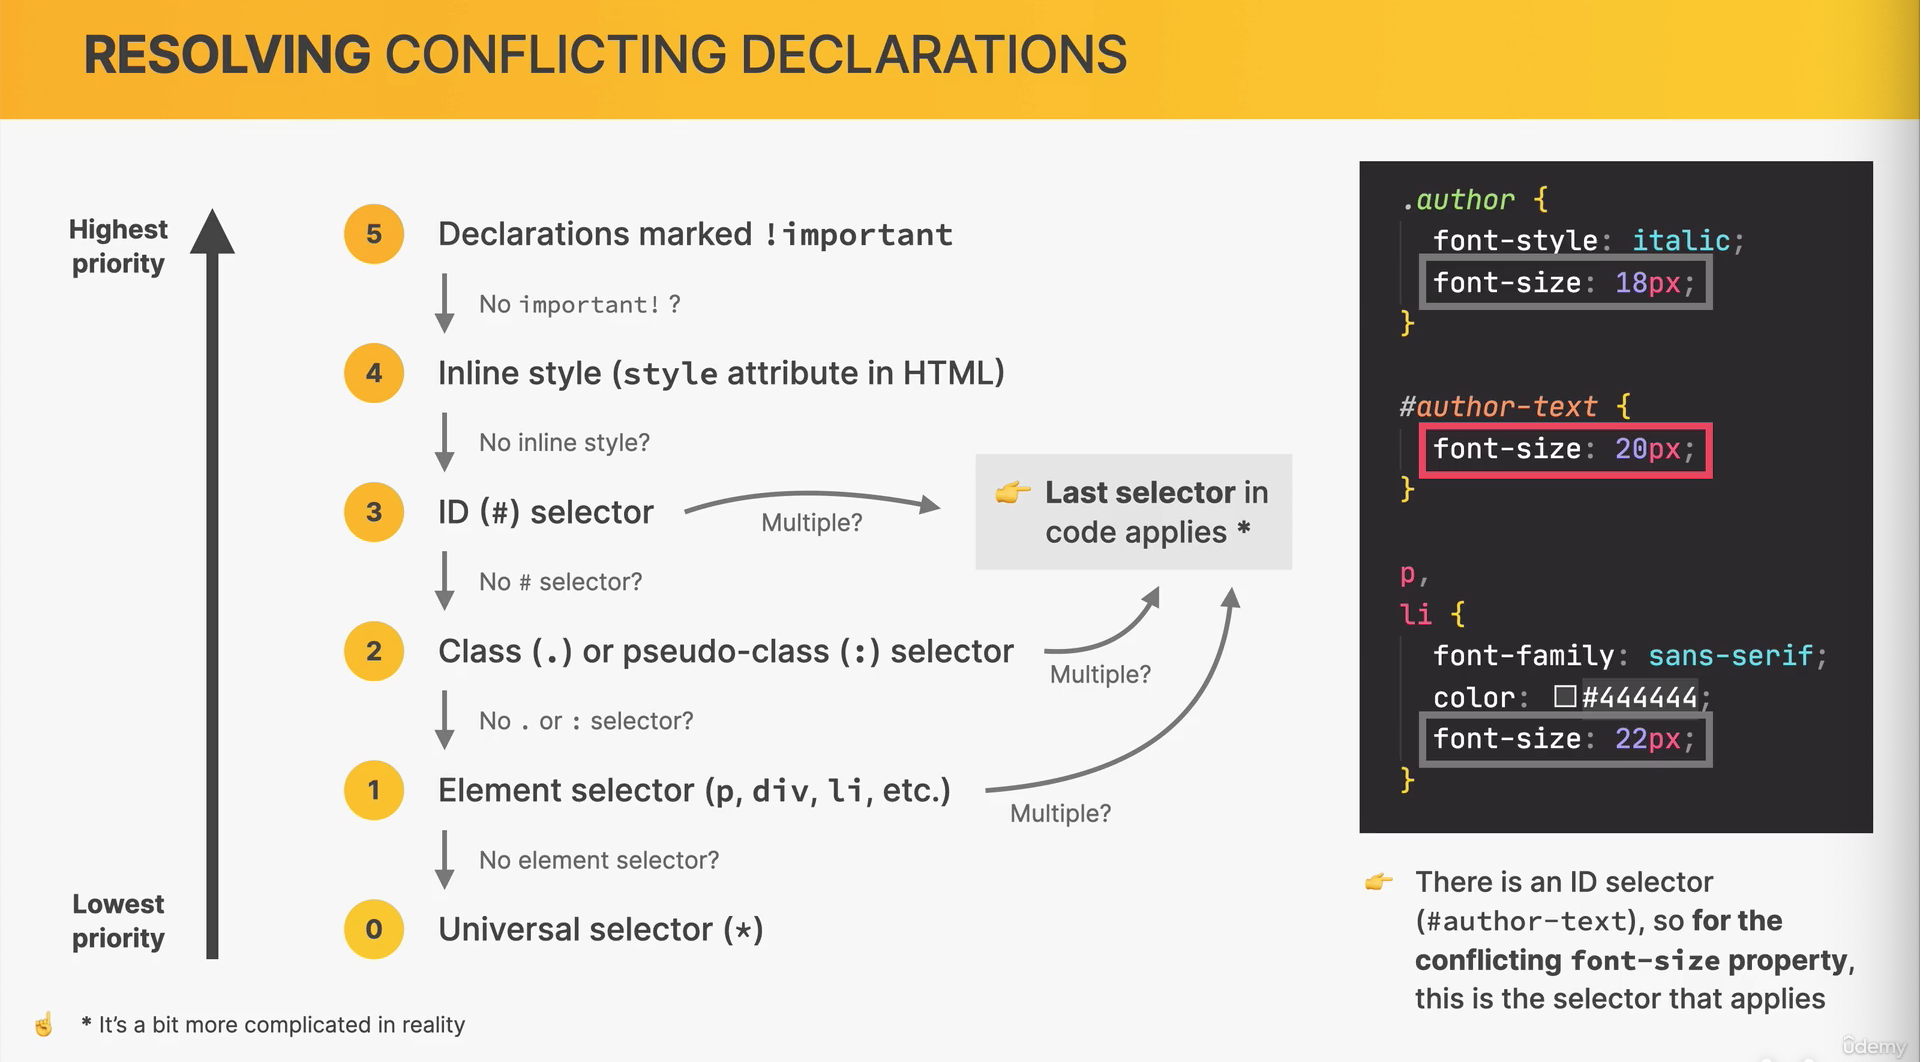 RESOLVING CONFLICTING DECLARATIONS
Highest
priority
5 Declarations marked !important
No important! ?
4 Inline style (style attribute in HTML)
No inline style?
3 ID (#) selector
Multiple?
👉 Last selector in
code applies *
No # selector?
2 Class (.) or pseudo-class (:) selector
Multiple?
No . or : selector?
1 Element selector (p, div, li, etc.)
Multiple?
No element selector?
0 Universal selector (*)
Lowest
priority
☝️ * It's a bit more complicated in reality
.author {
font-style: italic;
font-size: 18px;
}
#author-text {
font-size: 20px;
}
p,
li {
font-family: sans-serif;
color: #444444;
font-size: 22px;
}
👉 There is an ID selector
(#author-text), so for the
conflicting font-size property,
this is the selector that applies
ûdemy